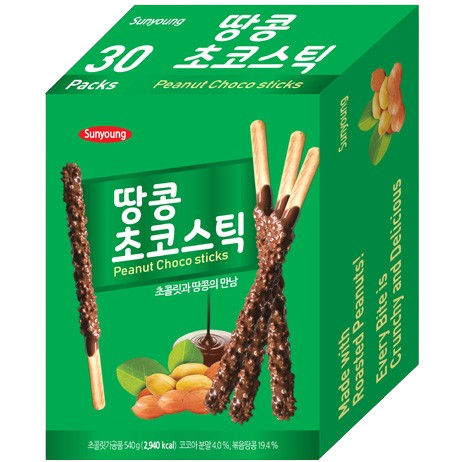 Sunyoung
30
Packs
땅콩
초코스틱
Peanut Choco sticks
Sunyoung
땅콩
초코스틱
Peanut Choco sticks
초콜릿과 땅콩의 만남
초콜릿가공품 540g (2,940 kcal) 코코아 분말 4.0%, 볶음땅콩 19.4%
Sunyoung
Made with
Roasted Peanuts!
Every Bite is
Crunchy and Delicious